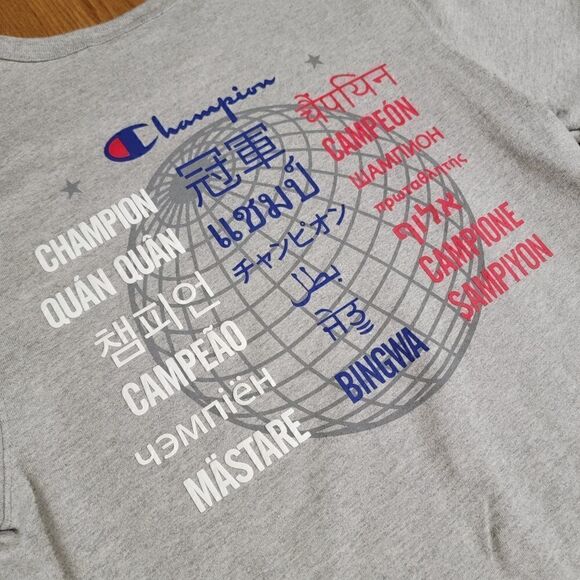 Champion
CHAMPION
QUÁN QUÂN
챔피언
CAMPEÃO
чэмпіён
MÄSTARE
冠軍
แชมป์
チャンピオン
بطل
ਜੇਤੂ
BINGWA
चैंपियन
CAMPEÓN
ШАМПИОН
πρωταθλητής
אליוף
CAMPIONE
SAMPIYON